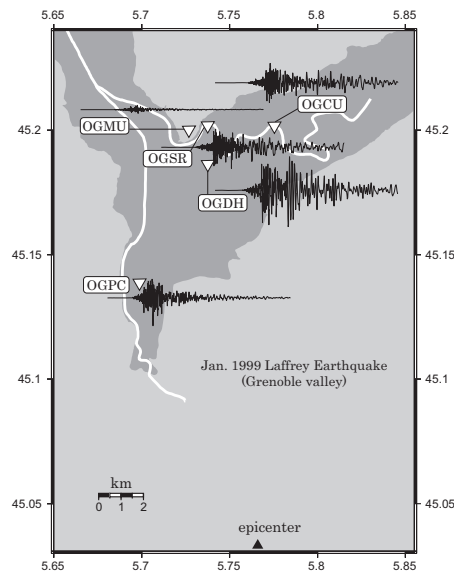 5.65 5.7 5.75 5.8 5.85
OGCU
OGMU
45.2 45.2
OGSR
OGDH
45.15 45.15
OGPC
Jan. 1999 Laffrey Earthquake
(Grenoble valley)
45.1 45.1
km
0 1 2
45.05 45.05
epicenter
5.65 5.7 5.75 5.8 5.85